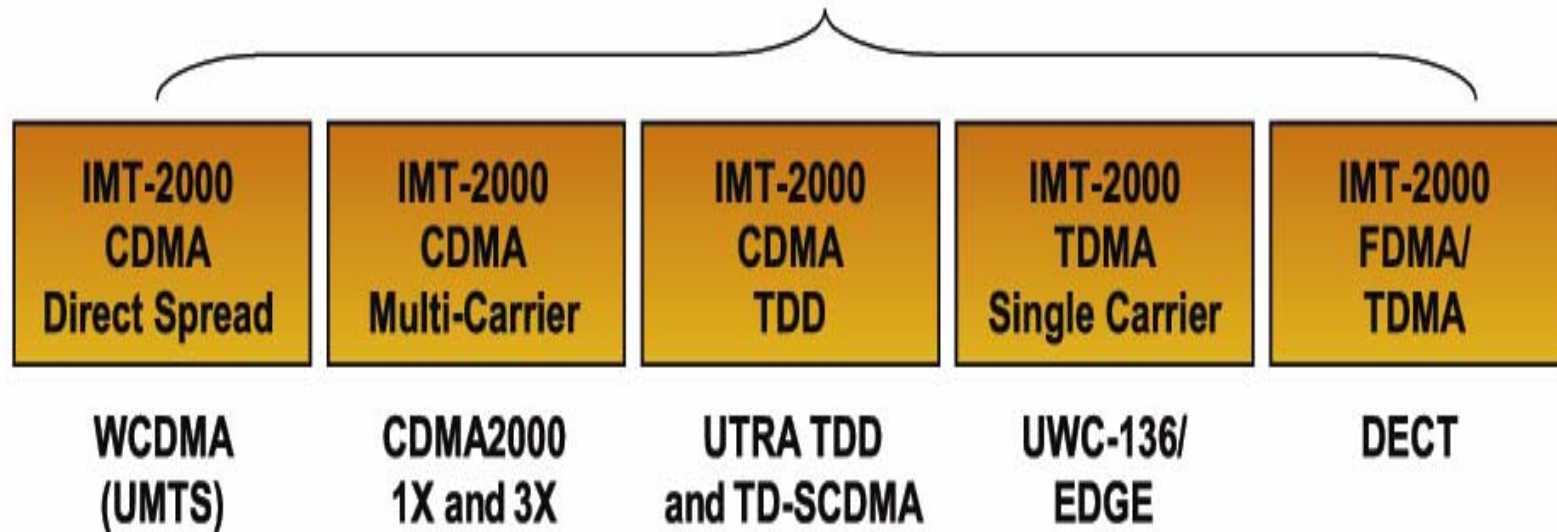 IMT-2000
CDMA
Direct Spread
IMT-2000
CDMA
Multi-Carrier
IMT-2000
CDMA
TDD
IMT-2000
TDMA
Single Carrier
IMT-2000
FDMA/
TDMA
WCDMA
(UMTS)
CDMA2000
1X and 3X
UTRA TDD
and TD-SCDMA
UWC-136/
EDGE
DECT